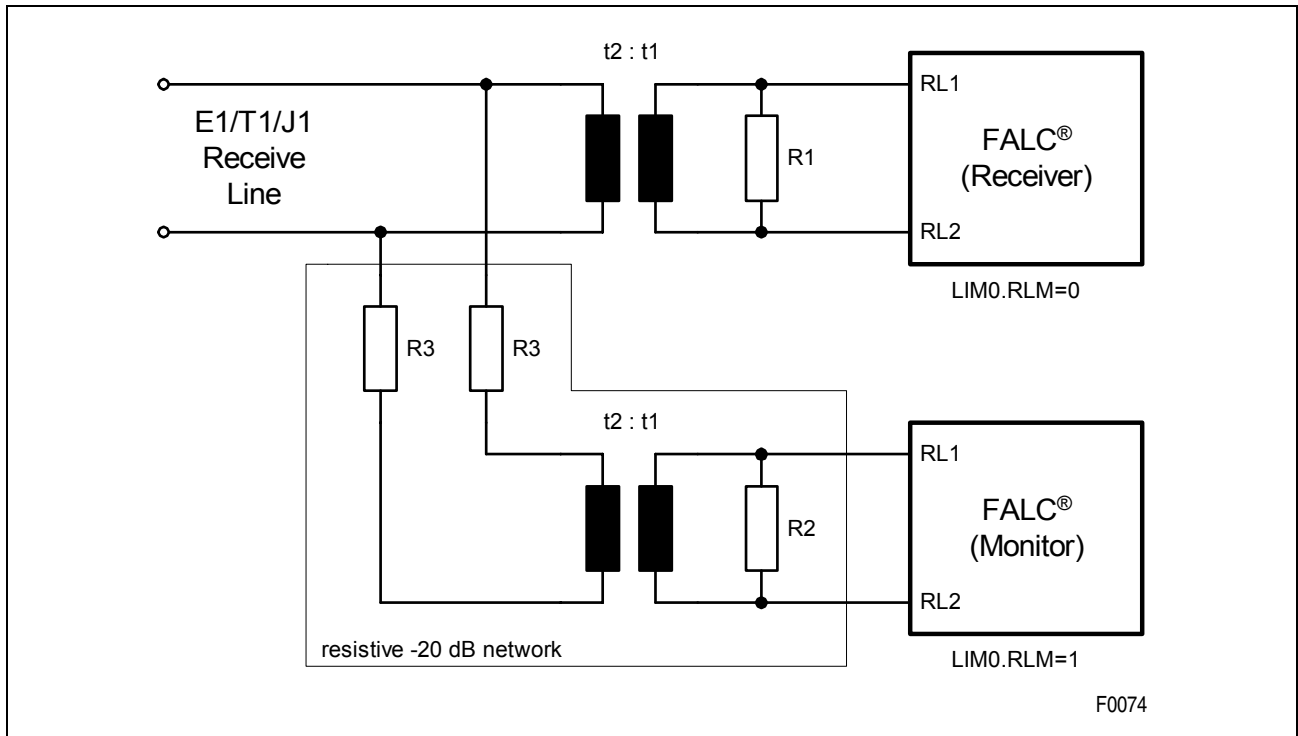 t2 : t1
E1/T1/J1
Receive
Line
R1
RL1
FALC®
(Receiver)
RL2
LIM0.RLM=0
R3
R3
t2 : t1
R2
RL1
FALC®
(Monitor)
RL2
resistive -20 dB network
LIM0.RLM=1
F0074